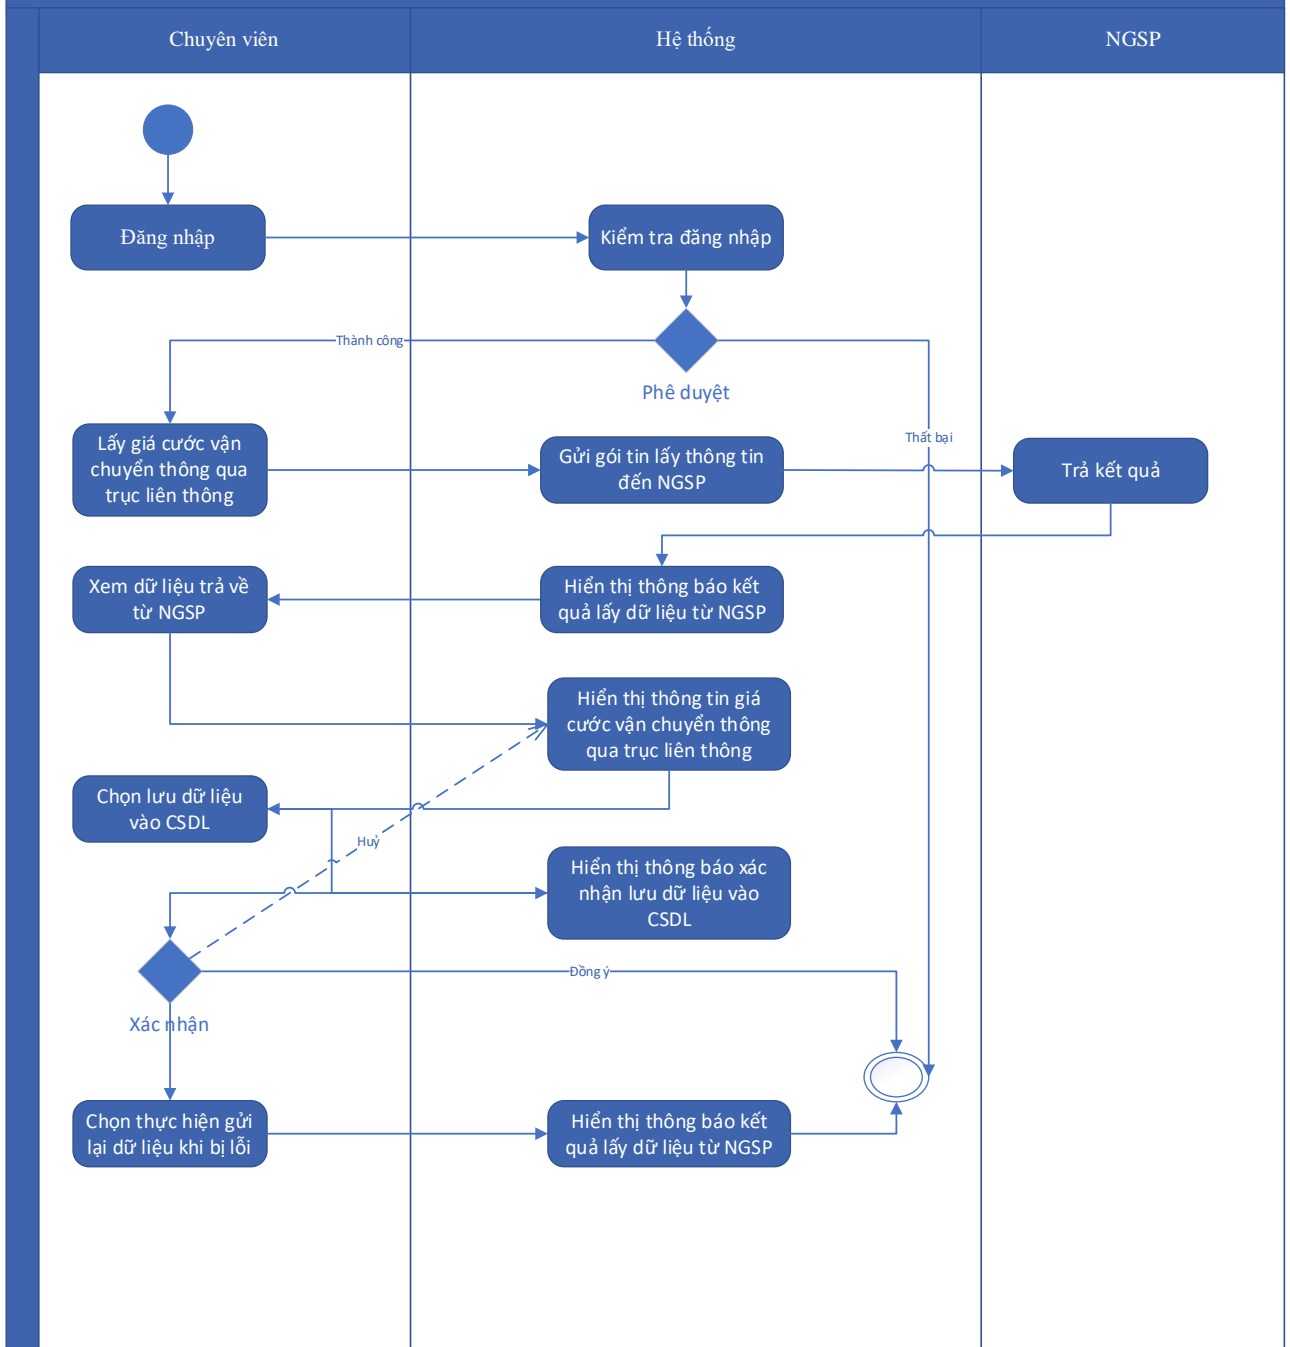 Chuyên viên
Hệ thống
NGSP
Đăng nhập
Kiểm tra đăng nhập
Thành công
Phê duyệt
Thất bại
Lấy giá cước vận
chuyển thông qua
trục liên thông
Gửi gói tin lấy thông tin
đến NGSP
Trả kết quả
Xem dữ liệu trả về
từ NGSP
Hiển thị thông báo kết
quả lấy dữ liệu từ NGSP
Hiển thị thông tin giá
cước vận chuyển thông
qua trục liên thông
Chọn lưu dữ liệu
vào CSDL
Huỷ
Hiển thị thông báo xác
nhận lưu dữ liệu vào
CSDL
Đồng ý
Xác nhận
Chọn thực hiện gửi
lại dữ liệu khi bị lỗi
Hiển thị thông báo kết
quả lấy dữ liệu từ NGSP